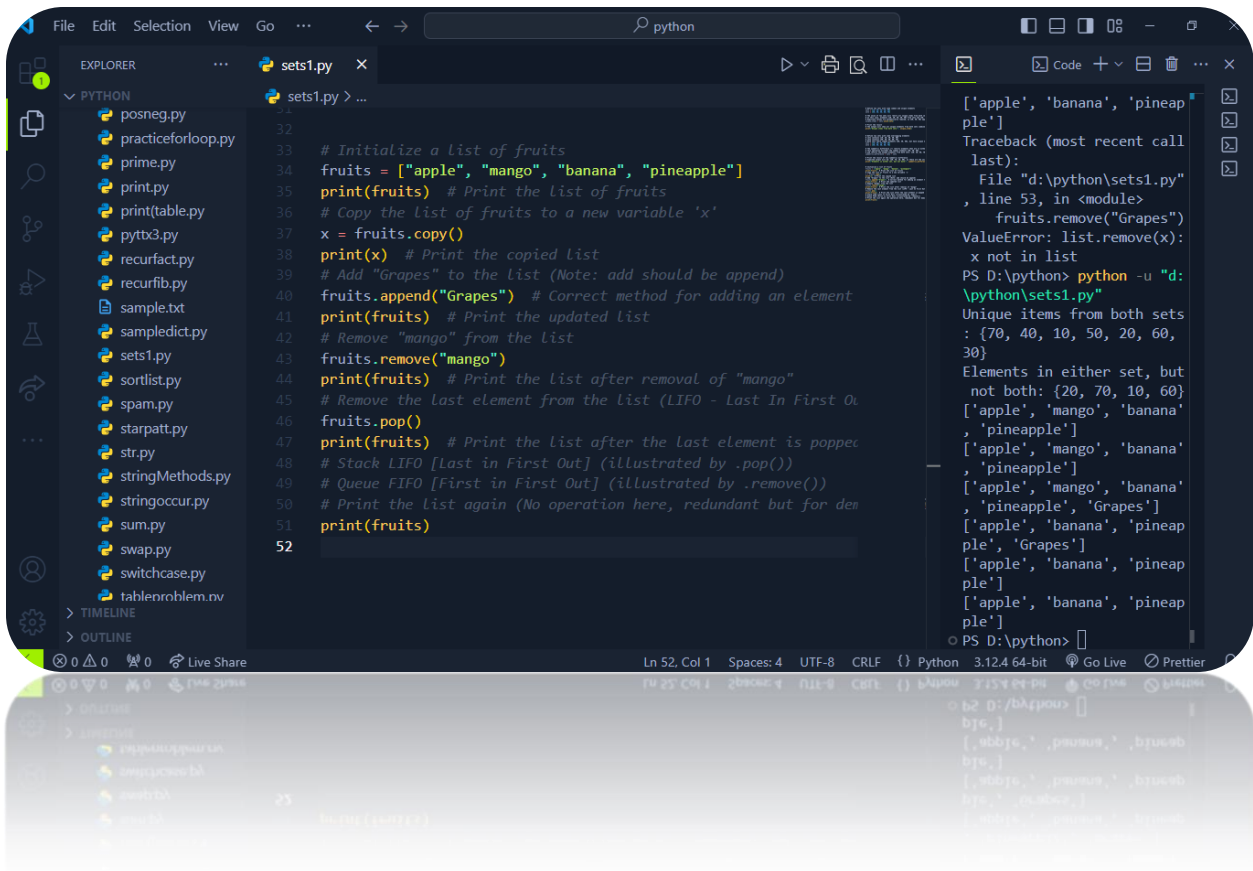 File Edit Selection View Go ··· python
EXPLORER ···
1
PYTHON
posneg.py
practiceforloop.py
prime.py
print.py
print(table.py
pyttx3.py
recurfact.py
recurfib.py
sample.txt
sampledict.py
sets1.py
sortlist.py
spam.py
starpatt.py
str.py
stringMethods.py
stringoccur.py
sum.py
swap.py
switchcase.py
tableproblem.py
TIMELINE
OUTLINE
sets1.py
sets1.py > ...
31
32
33 # Initialize a list of fruits
34 fruits = ["apple", "mango", "banana", "pineapple"]
35 print(fruits) # Print the list of fruits
36 # Copy the list of fruits to a new variable 'x'
37 x = fruits.copy()
38 print(x) # Print the copied list
39 # Add "Grapes" to the list (Note: add should be append)
40 fruits.append("Grapes") # Correct method for adding an element
41 print(fruits) # Print the updated list
42 # Remove "mango" from the list
43 fruits.remove("mango")
44 print(fruits) # Print the list after removal of "mango"
45 # Remove the last element from the list (LIFO - Last In First Ou
46 fruits.pop()
47 print(fruits) # Print the list after the last element is popped
48 # Stack LIFO [Last in First Out] (illustrated by .pop())
49 # Queue FIFO [First in First Out] (illustrated by .remove())
50 # Print the list again (No operation here, redundant but for dem
51 print(fruits)
52
Code
['apple', 'banana', 'pineap
ple']
Traceback (most recent call
last):
File "d:\python\sets1.py"
, line 53, in <module>
fruits.remove("Grapes")
ValueError: list.remove(x):
x not in list
PS D:\python> python -u "d:
\python\sets1.py"
Unique items from both sets
: {70, 40, 10, 50, 20, 60,
30}
Elements in either set, but
not both: {20, 70, 10, 60}
['apple', 'mango', 'banana'
, 'pineapple']
['apple', 'mango', 'banana'
, 'pineapple']
['apple', 'mango', 'banana'
, 'pineapple', 'Grapes']
['apple', 'banana', 'pineap
ple', 'Grapes']
['apple', 'banana', 'pineap
ple']
['apple', 'banana', 'pineap
ple']
PS D:\python>
0 0 0 Live Share Ln 52, Col 1 Spaces: 4 UTF-8 CRLF {} Python 3.12.4 64-bit Go Live Prettier